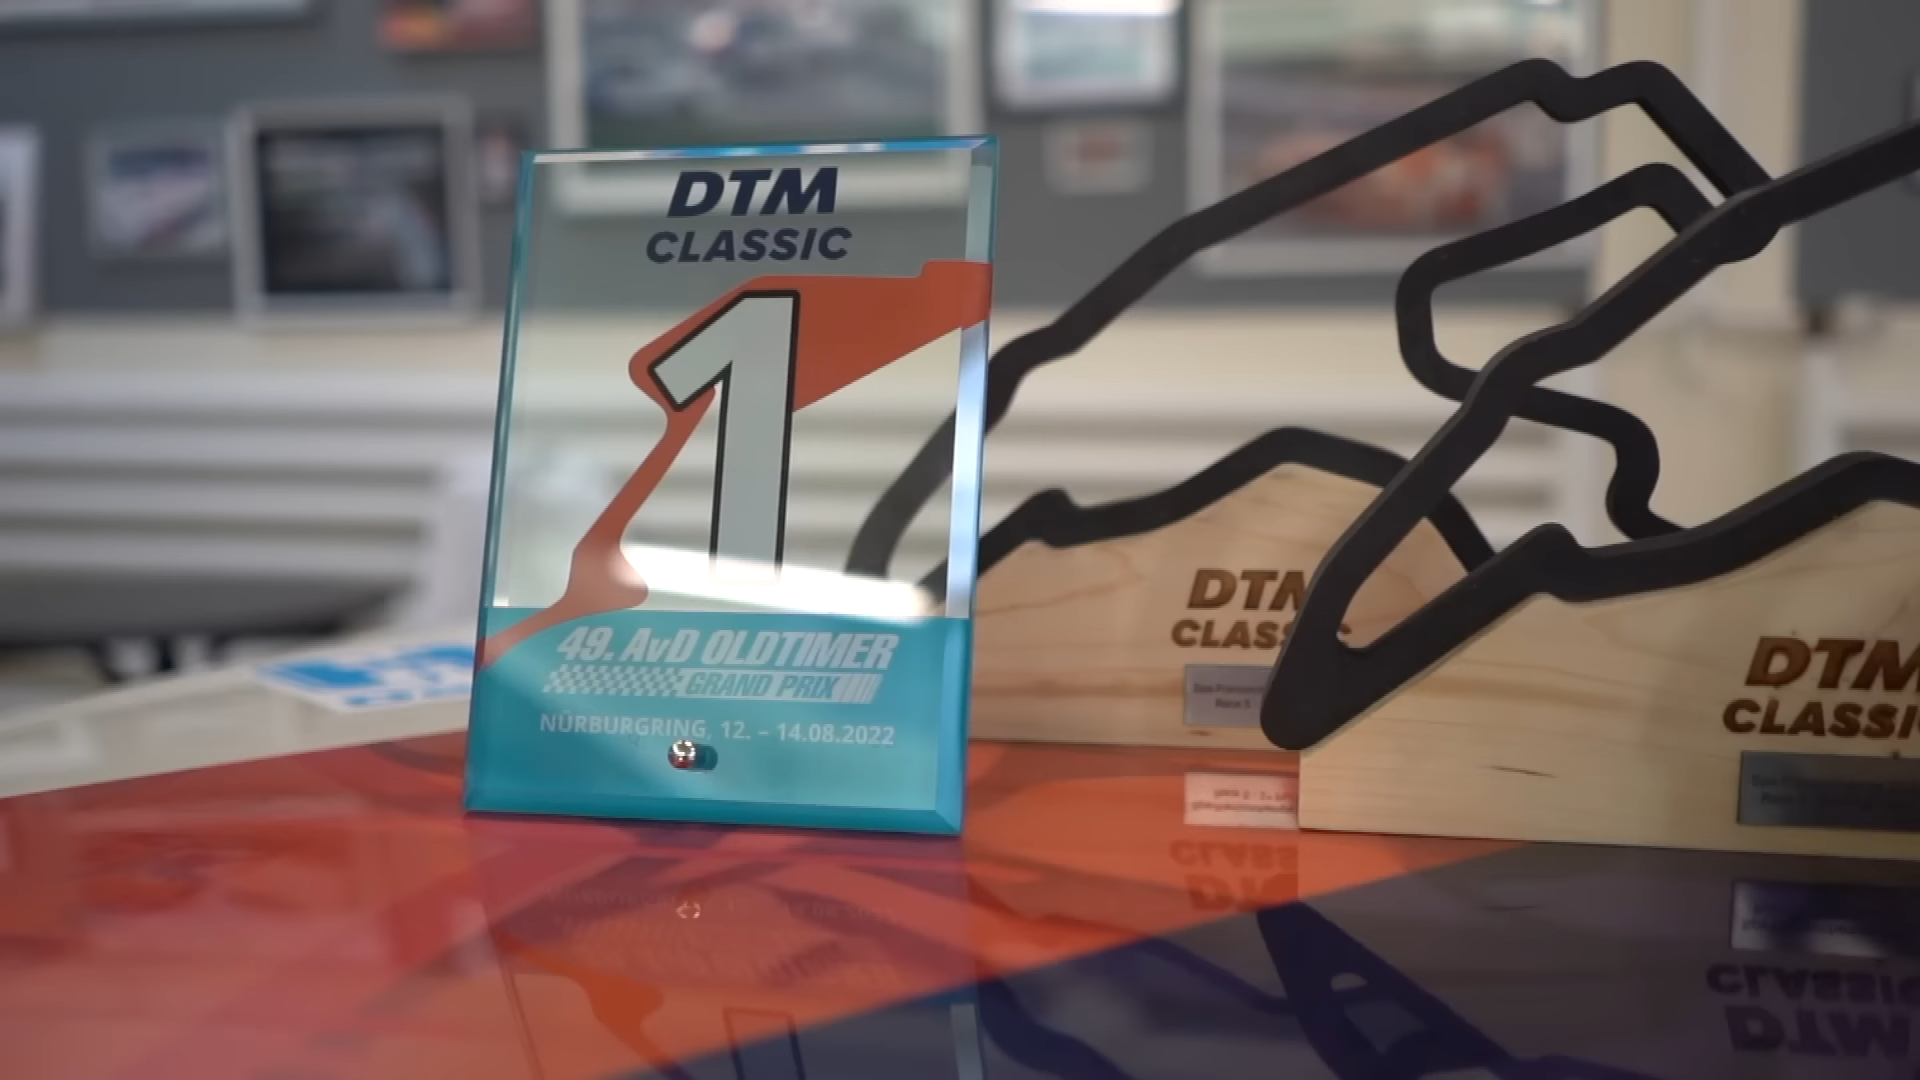 DTM
CLASSIC
1
49. AvD OLDTIMER
GRAND PRIX
NÜRBURGRING, 12. – 14.08.2022
DTM
CLASSIC
DTM
CLASSIC